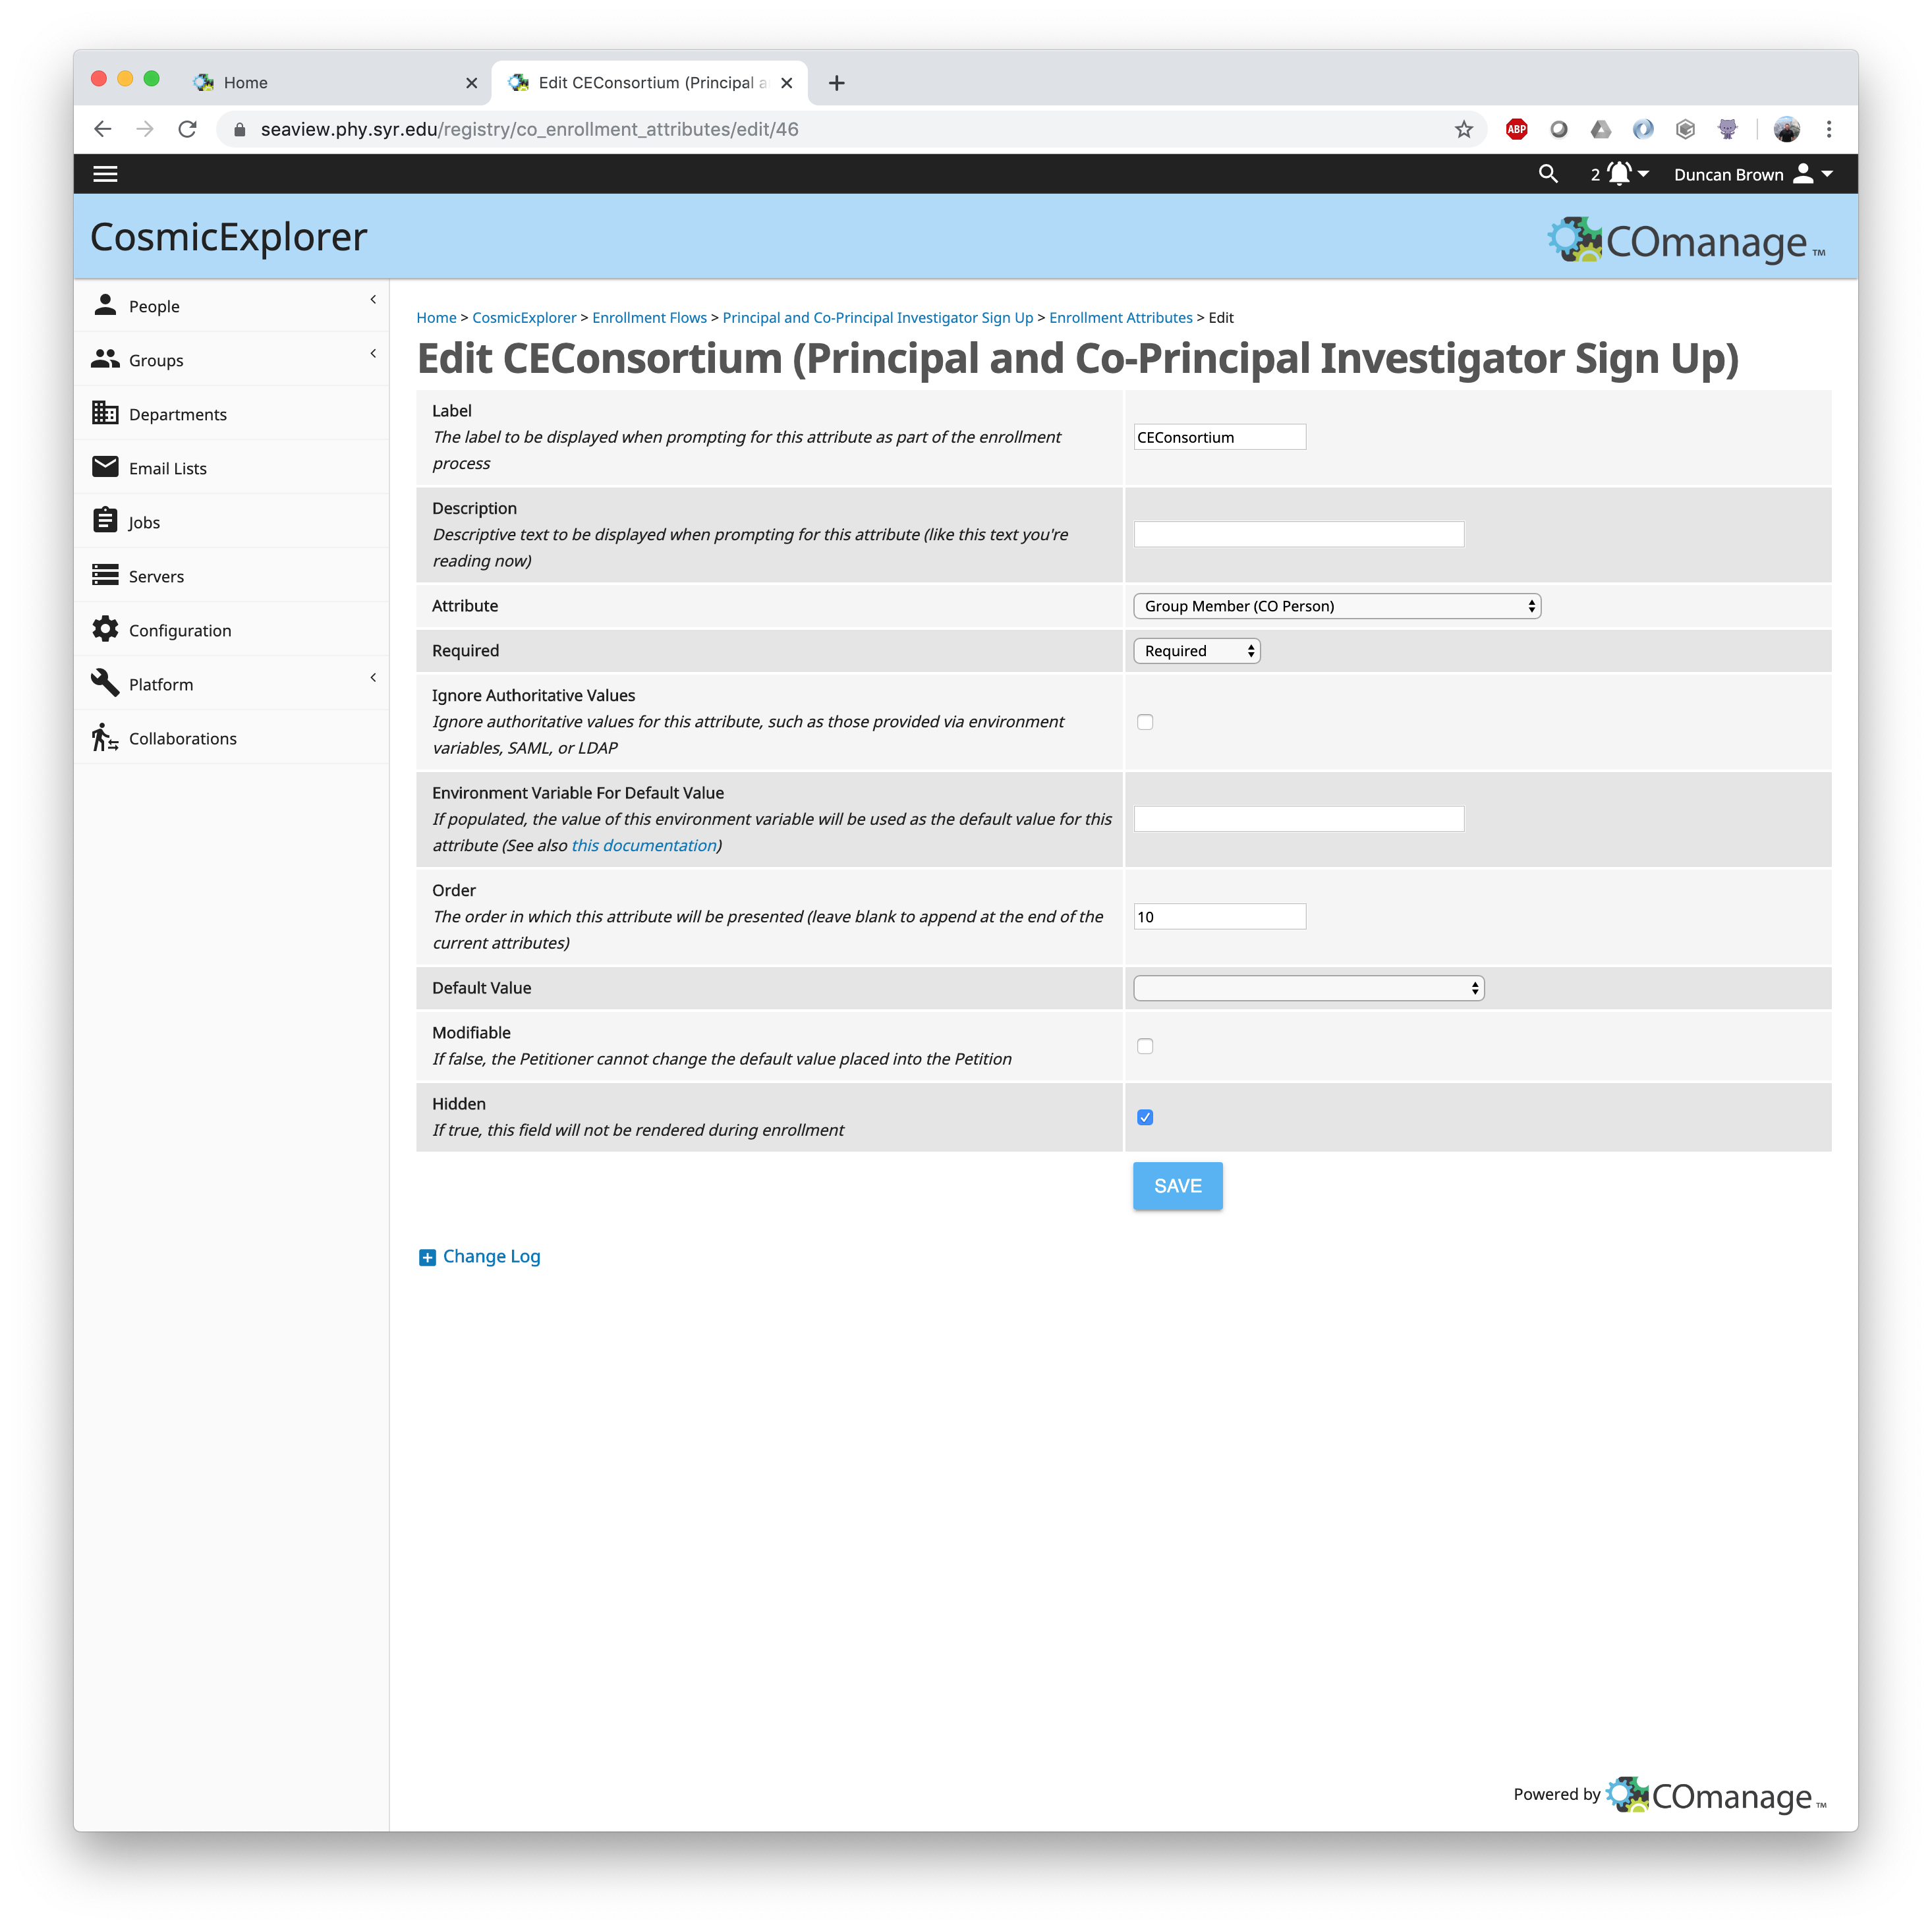 Home
Edit CEConsortium (Principal a
seaview.phy.syr.edu/registry/co_enrollment_attributes/edit/46
ABP
2
Duncan Brown
CosmicExplorer
COmanage TM
People
Groups
Departments
Email Lists
Jobs
Servers
Configuration
Platform
Collaborations
Home > CosmicExplorer > Enrollment Flows > Principal and Co-Principal Investigator Sign Up > Enrollment Attributes > Edit
Edit CEConsortium (Principal and Co-Principal Investigator Sign Up)
Label
The label to be displayed when prompting for this attribute as part of the enrollment
process
CEConsortium
Description
Descriptive text to be displayed when prompting for this attribute (like this text you're
reading now)
Attribute
Group Member (CO Person)
Required
Required
Ignore Authoritative Values
Ignore authoritative values for this attribute, such as those provided via environment
variables, SAML, or LDAP
Environment Variable For Default Value
If populated, the value of this environment variable will be used as the default value for this
attribute (See also this documentation)
Order
The order in which this attribute will be presented (leave blank to append at the end of the
current attributes)
10
Default Value
Modifiable
If false, the Petitioner cannot change the default value placed into the Petition
Hidden
If true, this field will not be rendered during enrollment
SAVE
Change Log
Powered by COmanage TM